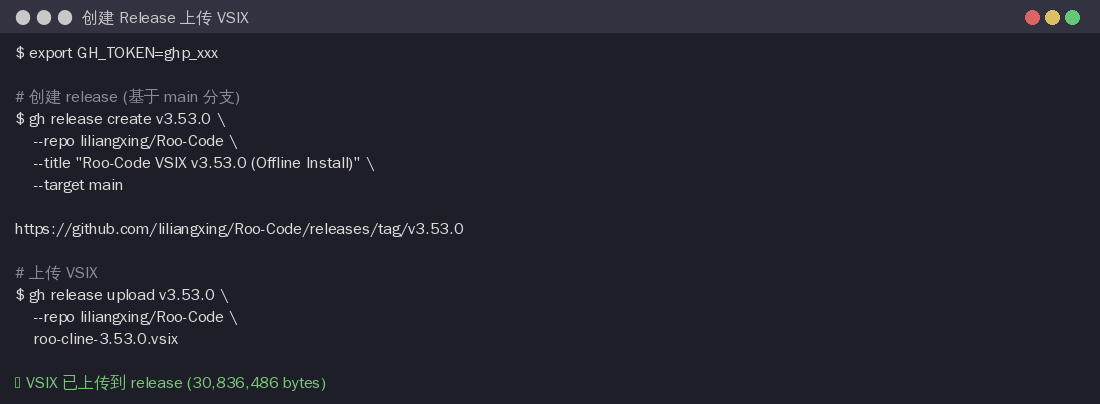 创建 Release 上传 VSIX
$ export GH_TOKEN=ghp_xxx
# 创建 release (基于 main 分支)
$ gh release create v3.53.0 \
--repo liliangxing/Roo-Code \
--title "Roo-Code VSIX v3.53.0 (Offline Install)" \
--target main
https://github.com/liliangxing/Roo-Code/releases/tag/v3.53.0
# 上传 VSIX
$ gh release upload v3.53.0 \
--repo liliangxing/Roo-Code \
roo-cline-3.53.0.vsix
VSIX 已上传到 release (30,836,486 bytes)